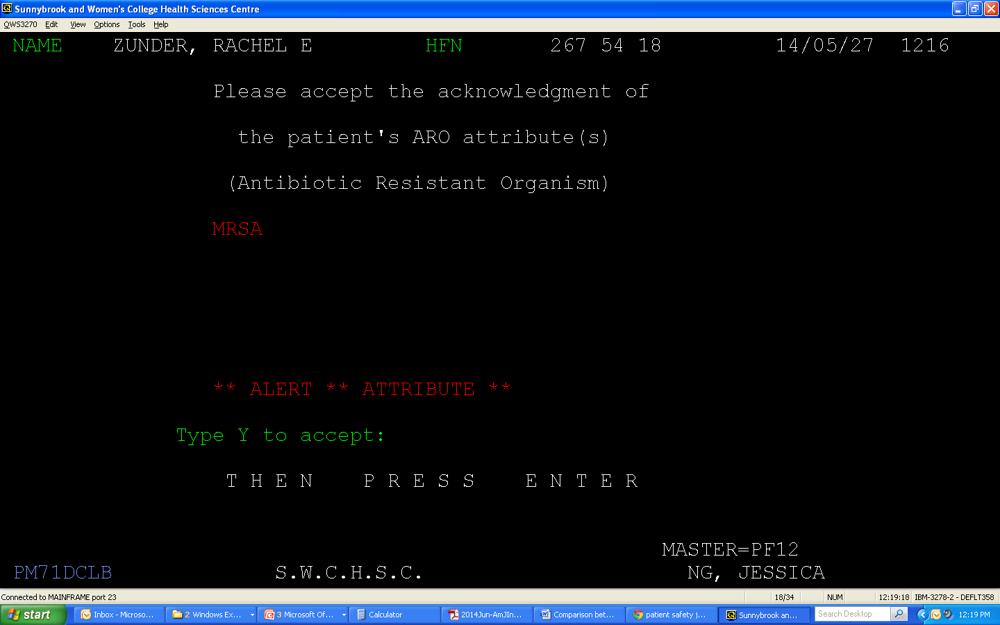 Sunnybrook and Women's College Health Sciences Centre
QWS3270 Edit View Options Tools Help
NAME ZUNDER, RACHEL E HFN 267 54 18 14/05/27 1216
Please accept the acknowledgment of
the patient's ARO attribute(s)
(Antibiotic Resistant Organism)
MRSA
** ALERT ** ATTRIBUTE **
Type Y to accept:
T H E N P R E S S E N T E R
MASTER=PF12
PM71DCLB S.W.C.H.S.C. NG, JESSICA
Connected to MAINFRAME port 23 18/34 NUM 12:19:18 IBM-3278-2 - DEFLT358
start Inbox - Microso... 2 Windows Ex... 3 Microsoft Of... Calculator 2014Jun-AmJIn... Comparison bet... patient safety j... Sunnybrook an... Search Desktop 12:19 PM